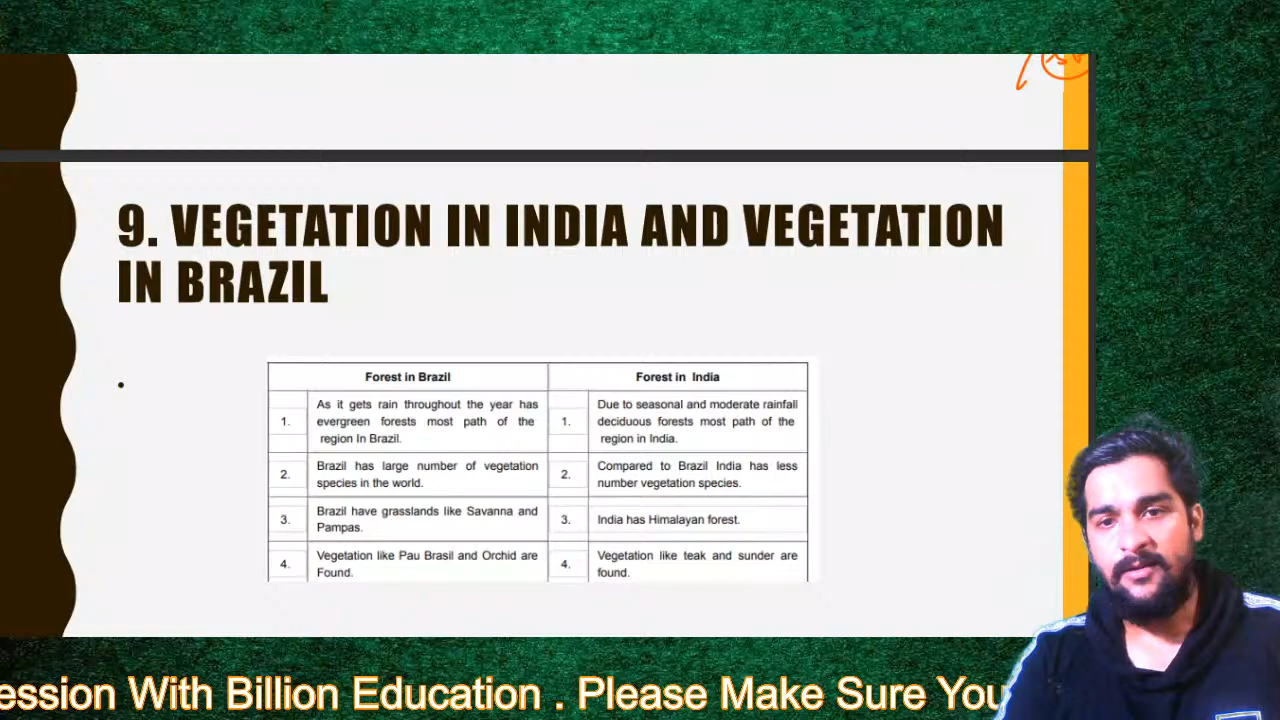 9. VEGETATION IN INDIA AND VEGETATION
IN BRAZIL
Forest in Brazil
Forest in India
1.
As it gets rain throughout the year has
evergreen forests most path of the
region In Brazil.
1.
Due to seasonal and moderate rainfall
deciduous forests most path of the
region in India.
2.
Brazil has large number of vegetation
species in the world.
2.
Compared to Brazil India has less
number vegetation species.
3.
Brazil have grasslands like Savanna and
Pampas.
3.
India has Himalayan forest.
4.
Vegetation like Pau Brasil and Orchid are
Found.
4.
Vegetation like teak and sunder are
found.
ession With Billion Education . Please Make Sure You